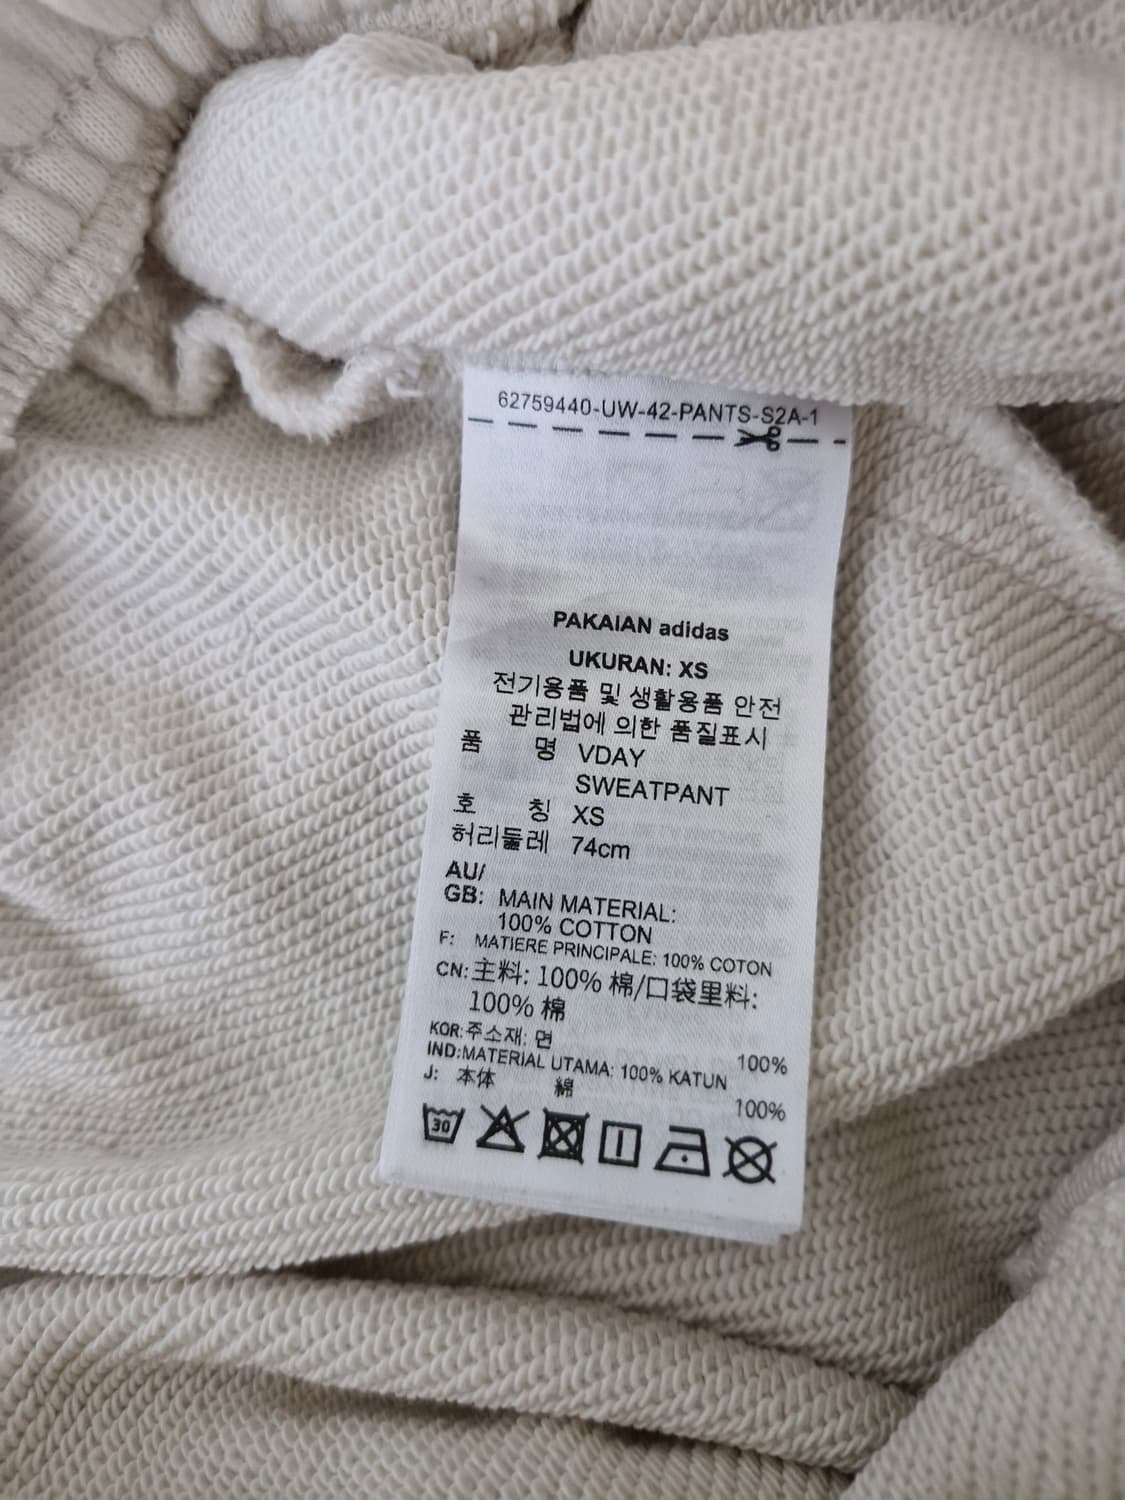 62759440-UW-42-PANTS-S2A-1
PAKAIAN adidas
UKURAN: XS
전기용품 및 생활용품 안전
관리법에 의한 품질표시
품 명 VDAY
SWEATPANT
호 칭 XS
허리둘레 74cm
AU/
GB: MAIN MATERIAL:
100% COTTON
F: MATIERE PRINCIPALE: 100% COTON
CN: 主料: 100% 棉/口袋里料:
100% 棉
KOR: 주소재: 면 100%
IND: MATERIAL UTAMA: 100% KATUN
J: 本体 綿 100%
30